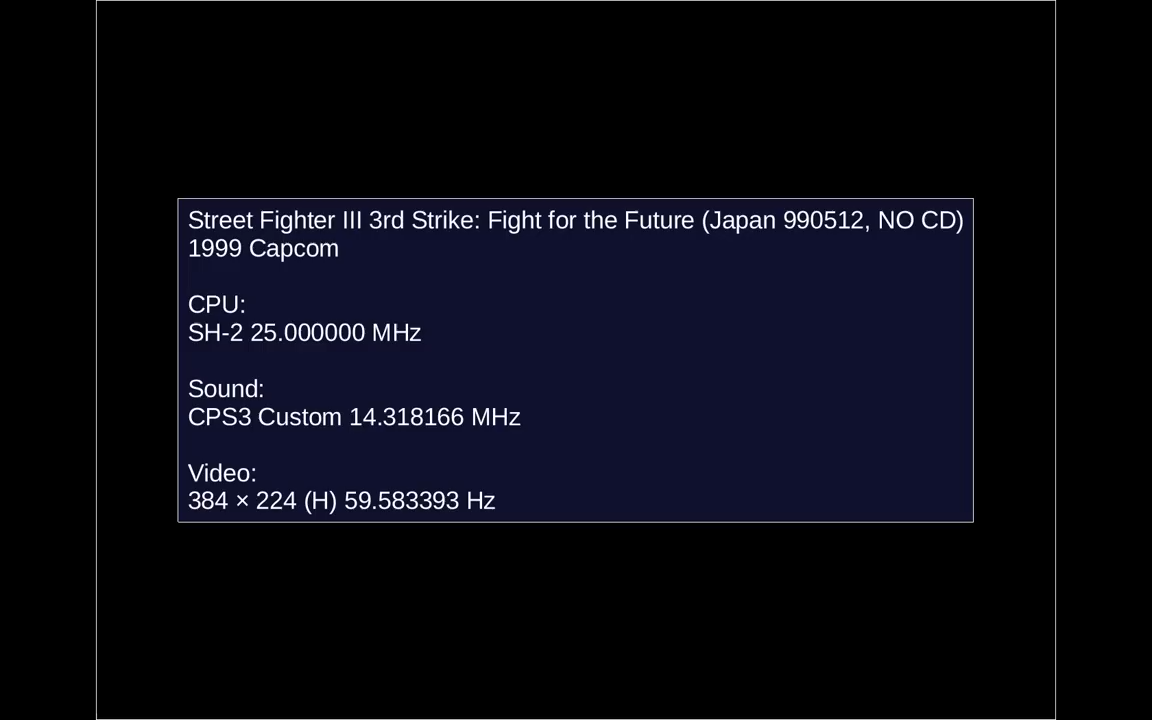 Street Fighter III 3rd Strike: Fight for the Future (Japan 990512, NO CD)
1999 Capcom
CPU:
SH-2 25.000000 MHz
Sound:
CPS3 Custom 14.318166 MHz
Video:
384 × 224 (H) 59.583393 Hz